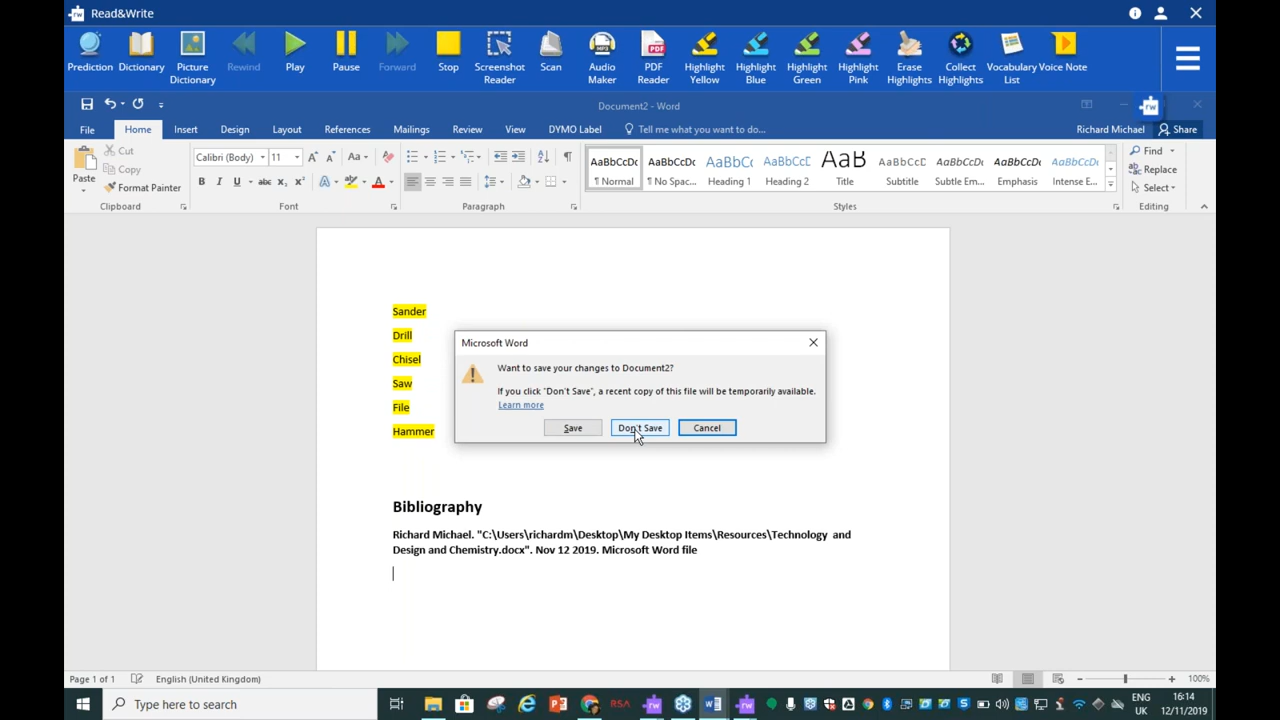 Read&Write
Prediction
Dictionary
Picture
Dictionary
Rewind
Play
Pause
Forward
Stop
Screenshot
Reader
Scan
Audio
Maker
PDF
Reader
Highlight
Yellow
Highlight
Blue
Highlight
Green
Highlight
Pink
Erase
Highlights
Collect
Highlights
Vocabulary
List
Voice Note
Document2 - Word
File
Home
Insert
Design
Layout
References
Mailings
Review
View
DYMO Label
Tell me what you want to do...
Richard Michael
Share
Paste
Cut
Copy
Format Painter
Clipboard
Calibri (Body)
11
Font
Paragraph
AaBbCcDc
¶ Normal
AaBbCcDc
¶ No Spac...
AaBbCc
Heading 1
AaBbCcC
Heading 2
AaB
Title
AaBbCcC
Subtitle
AaBbCcDc
Subtle Em...
AaBbCcDc
Emphasis
AaBbCcDc
Intense E...
Styles
Find
Replace
Select
Editing
Sander
Drill
Chisel
Saw
File
Hammer
Microsoft Word
Want to save your changes to Document2?
If you click "Don't Save", a recent copy of this file will be temporarily available.
Learn more
Save
Don't Save
Cancel
Bibliography
Richard Michael. "C:\Users\richardm\Desktop\My Desktop Items\Resources\Technology and
Design and Chemistry.docx". Nov 12 2019. Microsoft Word file
Page 1 of 1
English (United Kingdom)
100%
Type here to search
RSA
ENG
UK
16:14
12/11/2019